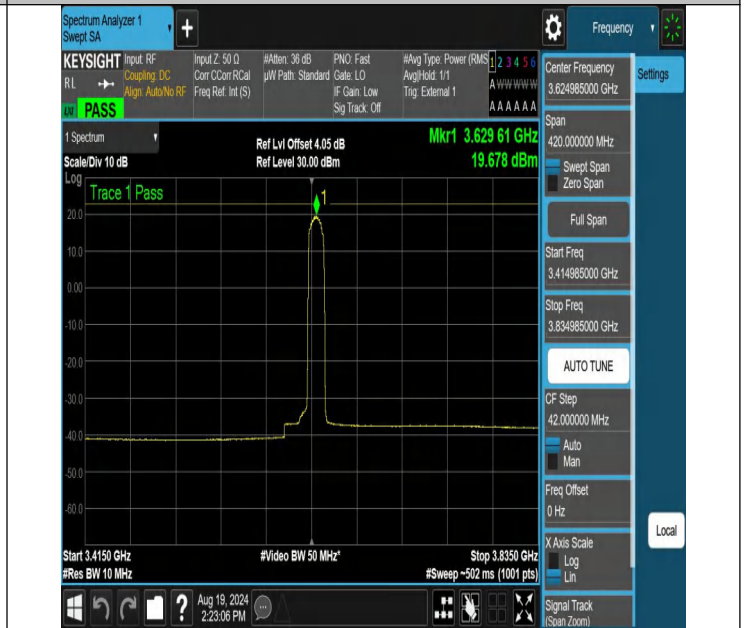 Spectrum Analyzer 1
Swept SA
+
Frequency
KEYSIGHT
RL
PASS
Input: RF
Coupling: DC
Align: Auto/No RF
Input Z: 50 Ω
Corr CCorr RCal
Freq Ref: Int (S)
#Atten: 36 dB
µW Path: Standard
PNO: Fast
Gate: LO
IF Gain: Low
Sig Track: Off
#Avg Type: Power (RMS
Avg|Hold: 1/1
Trig: External 1
1 2 3 4 5 6
A W W W W W
A A A A A A
1 Spectrum
Scale/Div 10 dB
Ref Lvl Offset 4.05 dB
Ref Level 30.00 dBm
Mkr1 3.629 61 GHz
19.678 dBm
Log
Trace 1 Pass
1
20.0
10.0
0.00
-10.0
-20.0
-30.0
-40.0
-50.0
-60.0
Start 3.4150 GHz
#Res BW 10 MHz
#Video BW 50 MHz*
Stop 3.8350 GHz
#Sweep ~502 ms (1001 pts)
Center Frequency
3.624985000 GHz
Settings
Span
420.000000 MHz
Swept Span
Zero Span
Full Span
Start Freq
3.414985000 GHz
Stop Freq
3.834985000 GHz
AUTO TUNE
CF Step
42.000000 MHz
Auto
Man
Freq Offset
0 Hz
X Axis Scale
Log
Lin
Local
Signal Track
(Span Zoom)
?
Aug 19, 2024
2:23:06 PM